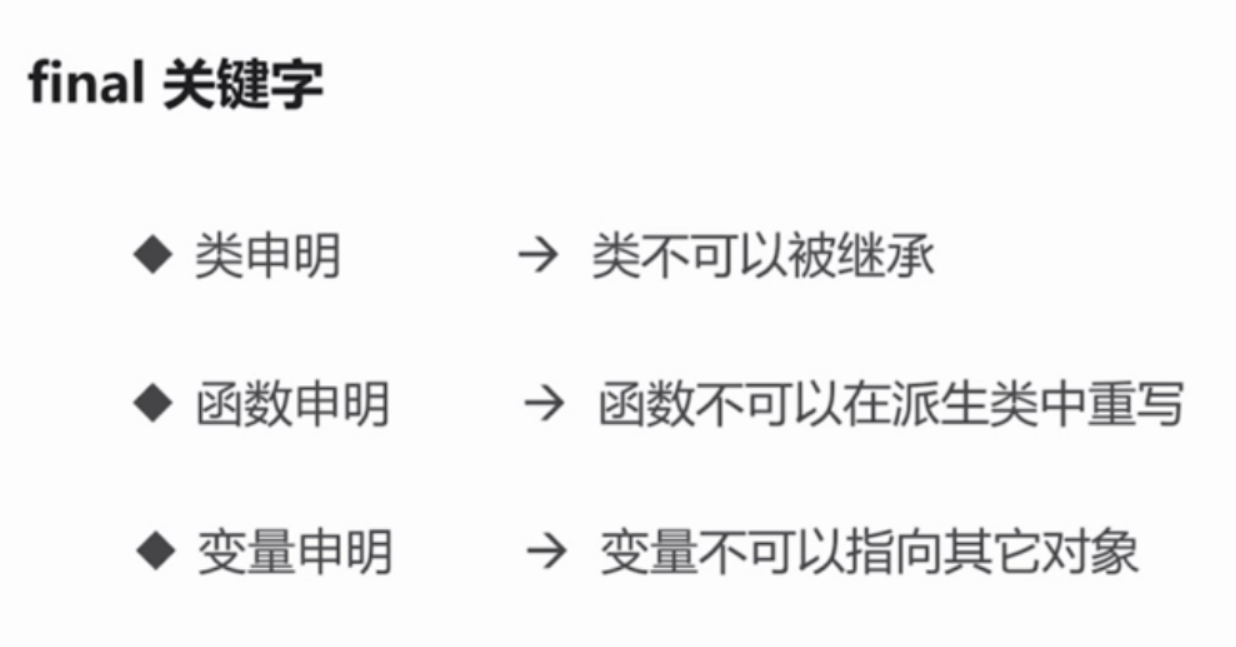 final 关键字
◆ 类申明 → 类不可以被继承
◆ 函数申明 → 函数不可以在派生类中重写
◆ 变量申明 → 变量不可以指向其它对象